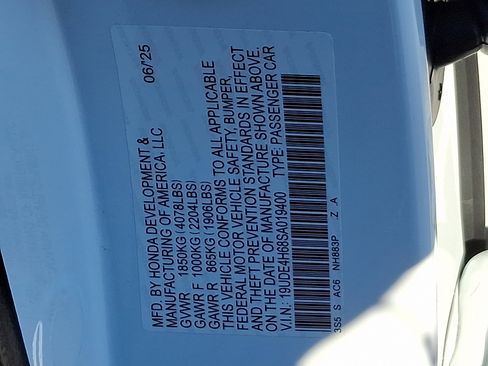 MFD. BY HONDA DEVELOPMENT & 06/'25
MANUFACTURING OF AMERICA, LLC
GVWR 1850KG(4078LBS)
GAWR F 1000KG(2204LBS)
GAWR R 865KG(1906LBS)
THIS VEHICLE CONFORMS TO ALL APPLICABLE
FEDERAL MOTOR VEHICLE SAFETY, BUMPER,
AND THEFT PREVENTION STANDARDS IN EFFECT
ON THE DATE OF MANUFACTURE SHOWN ABOVE.
V.I.N.: 19UDE4H68SA019400 TYPE: PASSENGER CAR
3S5 S AC6 NH883P Z A